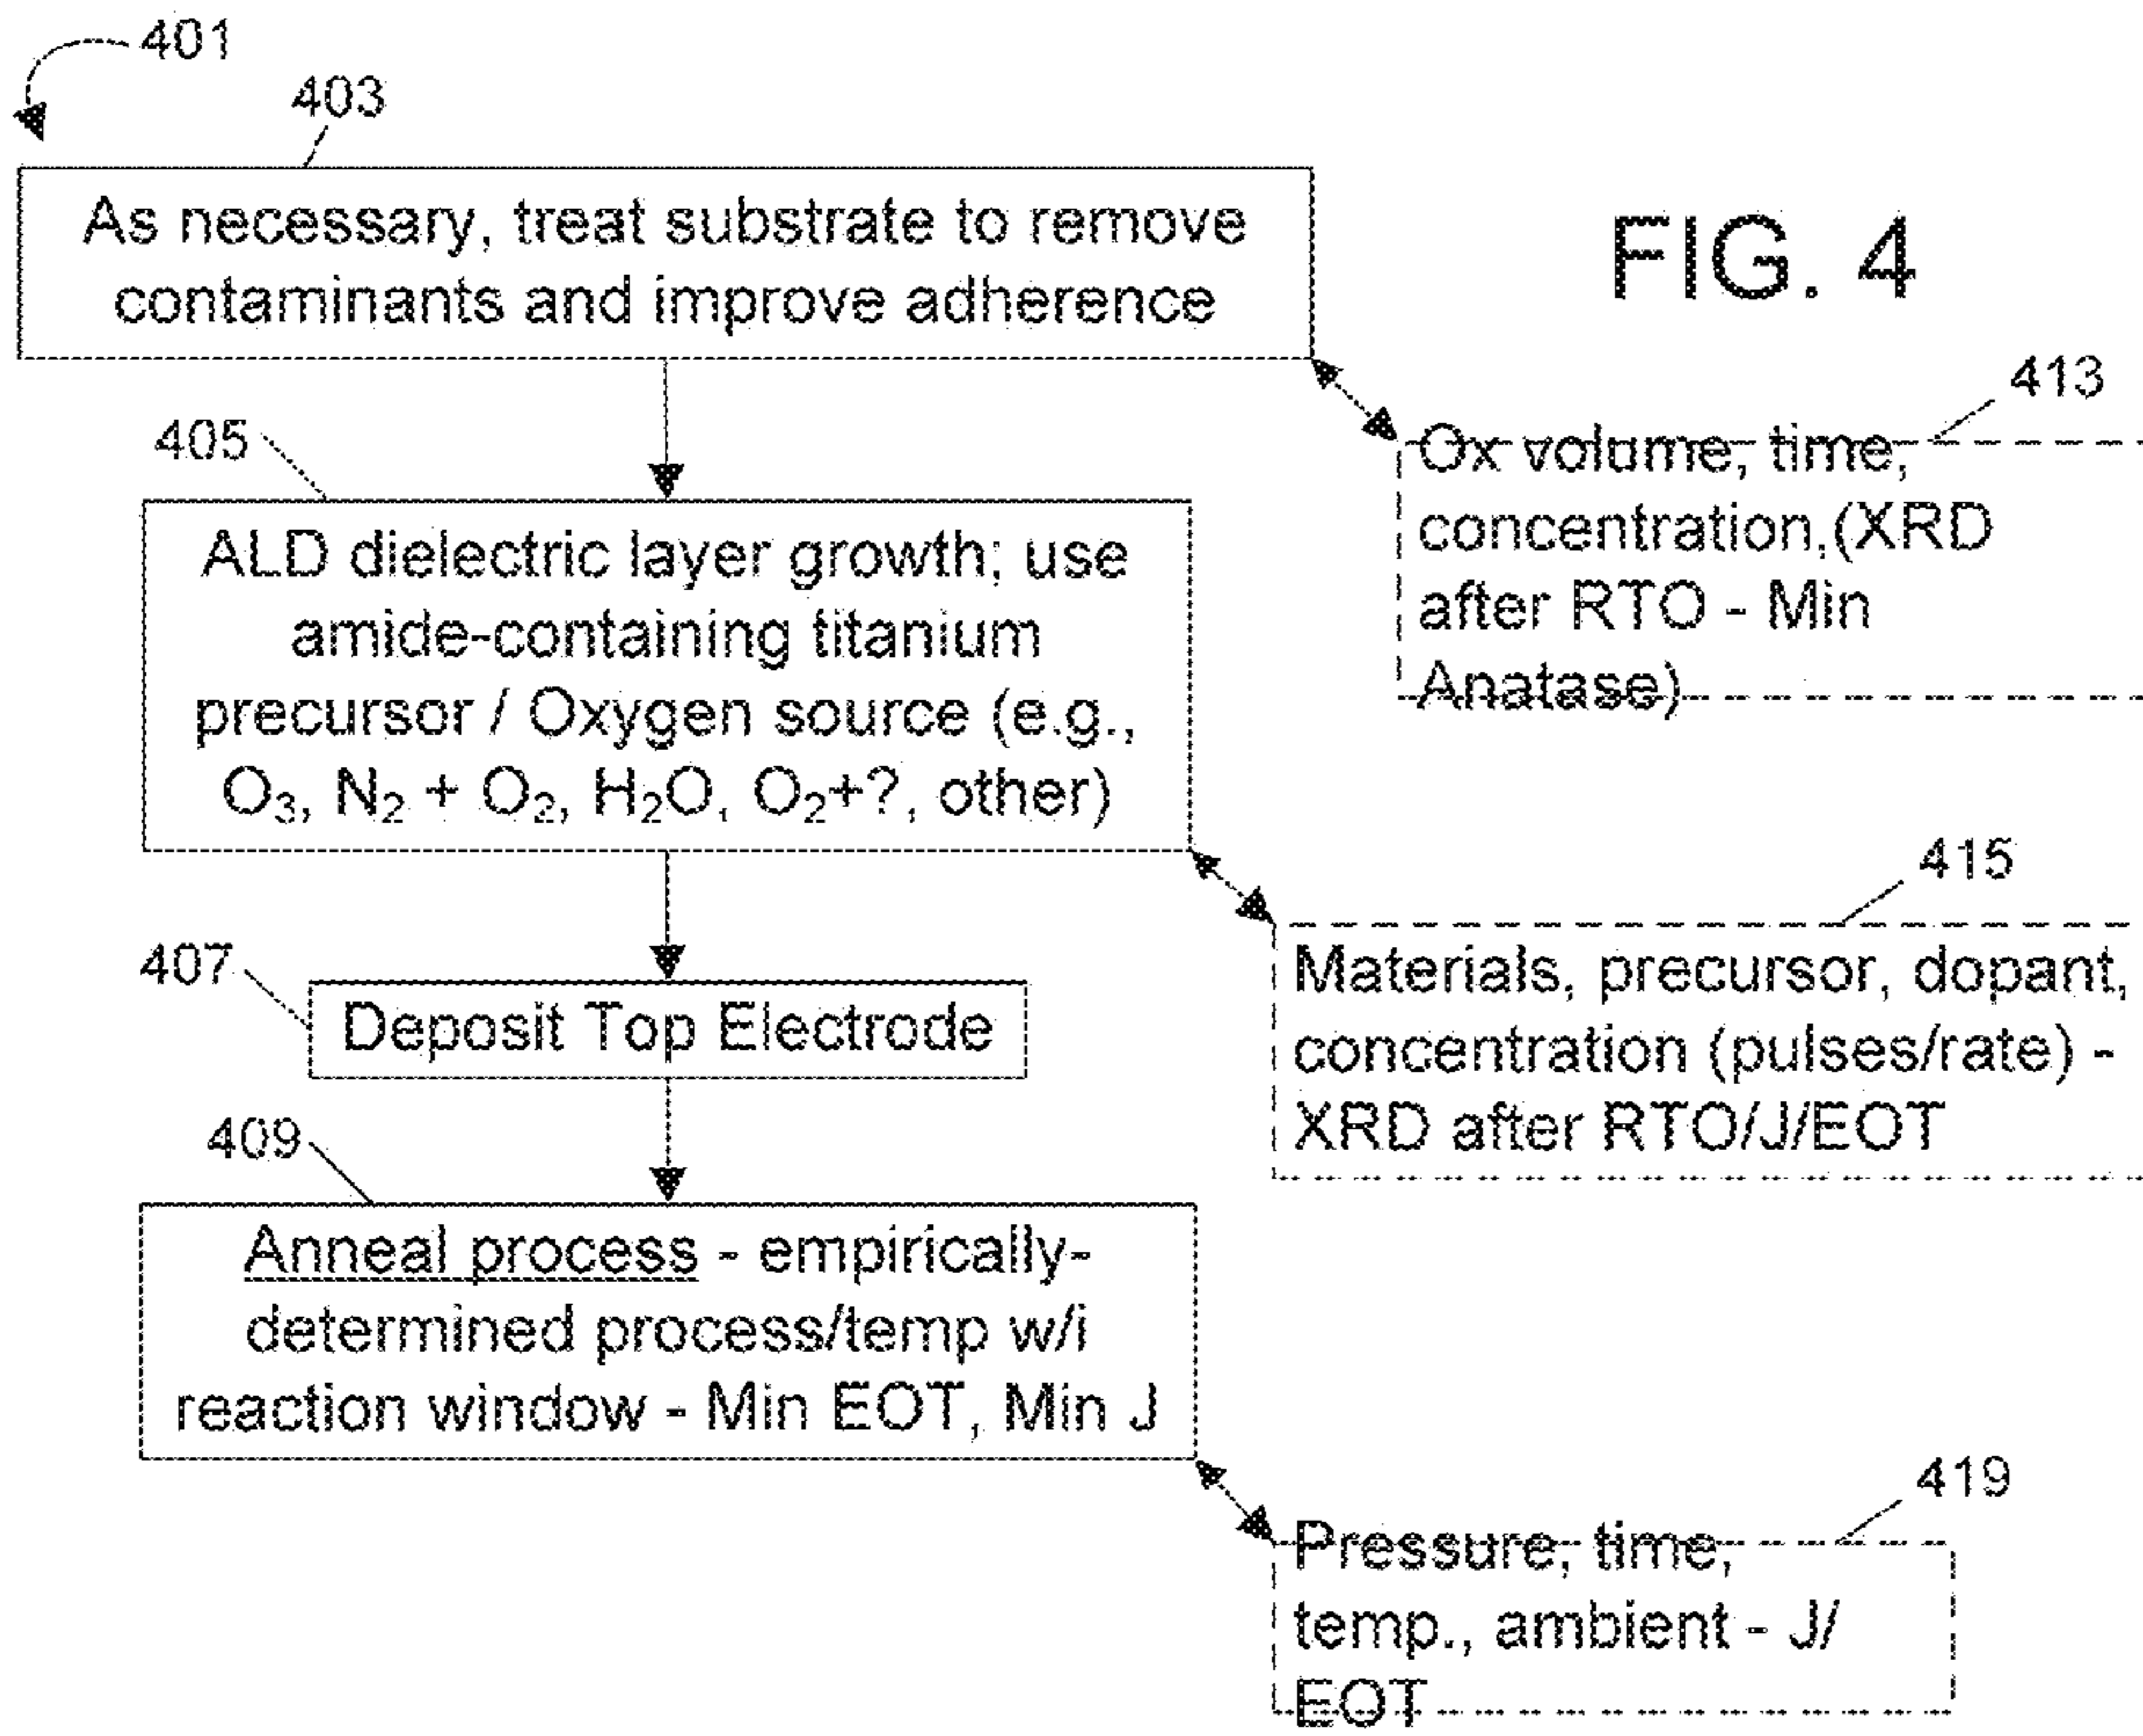 401
403
As necessary, treat substrate to remove
contaminants and improve adherence
FIG. 4
413
Ox volume, time,
concentration,(XRD
after RTO - Min
Anatase)
405
ALD dielectric layer growth; use
amide-containing titanium
precursor / Oxygen source (e.g.,
O₃, N₂ + O₂, H₂O, O₂+?, other)
415
Materials, precursor, dopant,
concentration (pulses/rate) -
XRD after RTO/J/EOT
407
Deposit Top Electrode
409
Anneal process - empirically-
determined process/temp w/i
reaction window - Min EOT, Min J
419
Pressure, time,
temp., ambient - J/
EOT